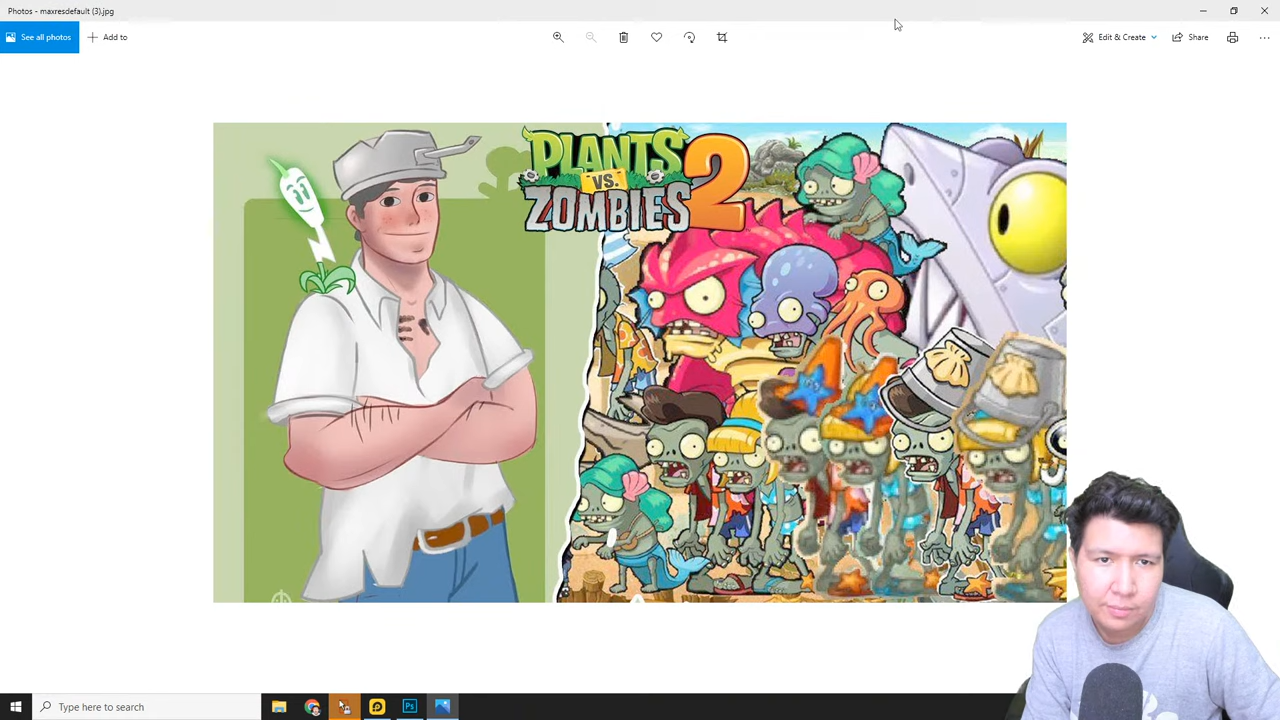 Photos - maxresdefault (3).jpg
See all photos
Add to
Edit & Create
Share
PLANTS
VS.
ZOMBIES 2
Type here to search
Ps